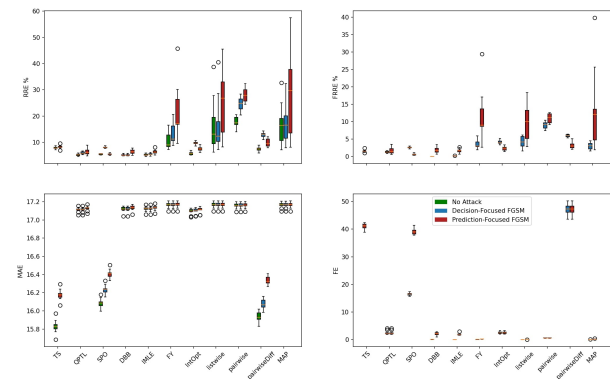 RRE %
60
50
40
30
20
10
FRRE %
40
35
30
25
20
15
10
5
0
MAE
17.2
17.0
16.8
16.6
16.4
16.2
16.0
15.8
TS
QPTL
SPO
DBB
IMLE
FY
IntOpt
listwise
pairwise
pairwiseDiff
MAP
FE
50
40
30
20
10
0
No Attack
Decision-Focused FGSM
Prediction-Focused FGSM
TS
QPTL
SPO
DBB
IMLE
FY
IntOpt
listwise
pairwise
pairwiseDiff
MAP